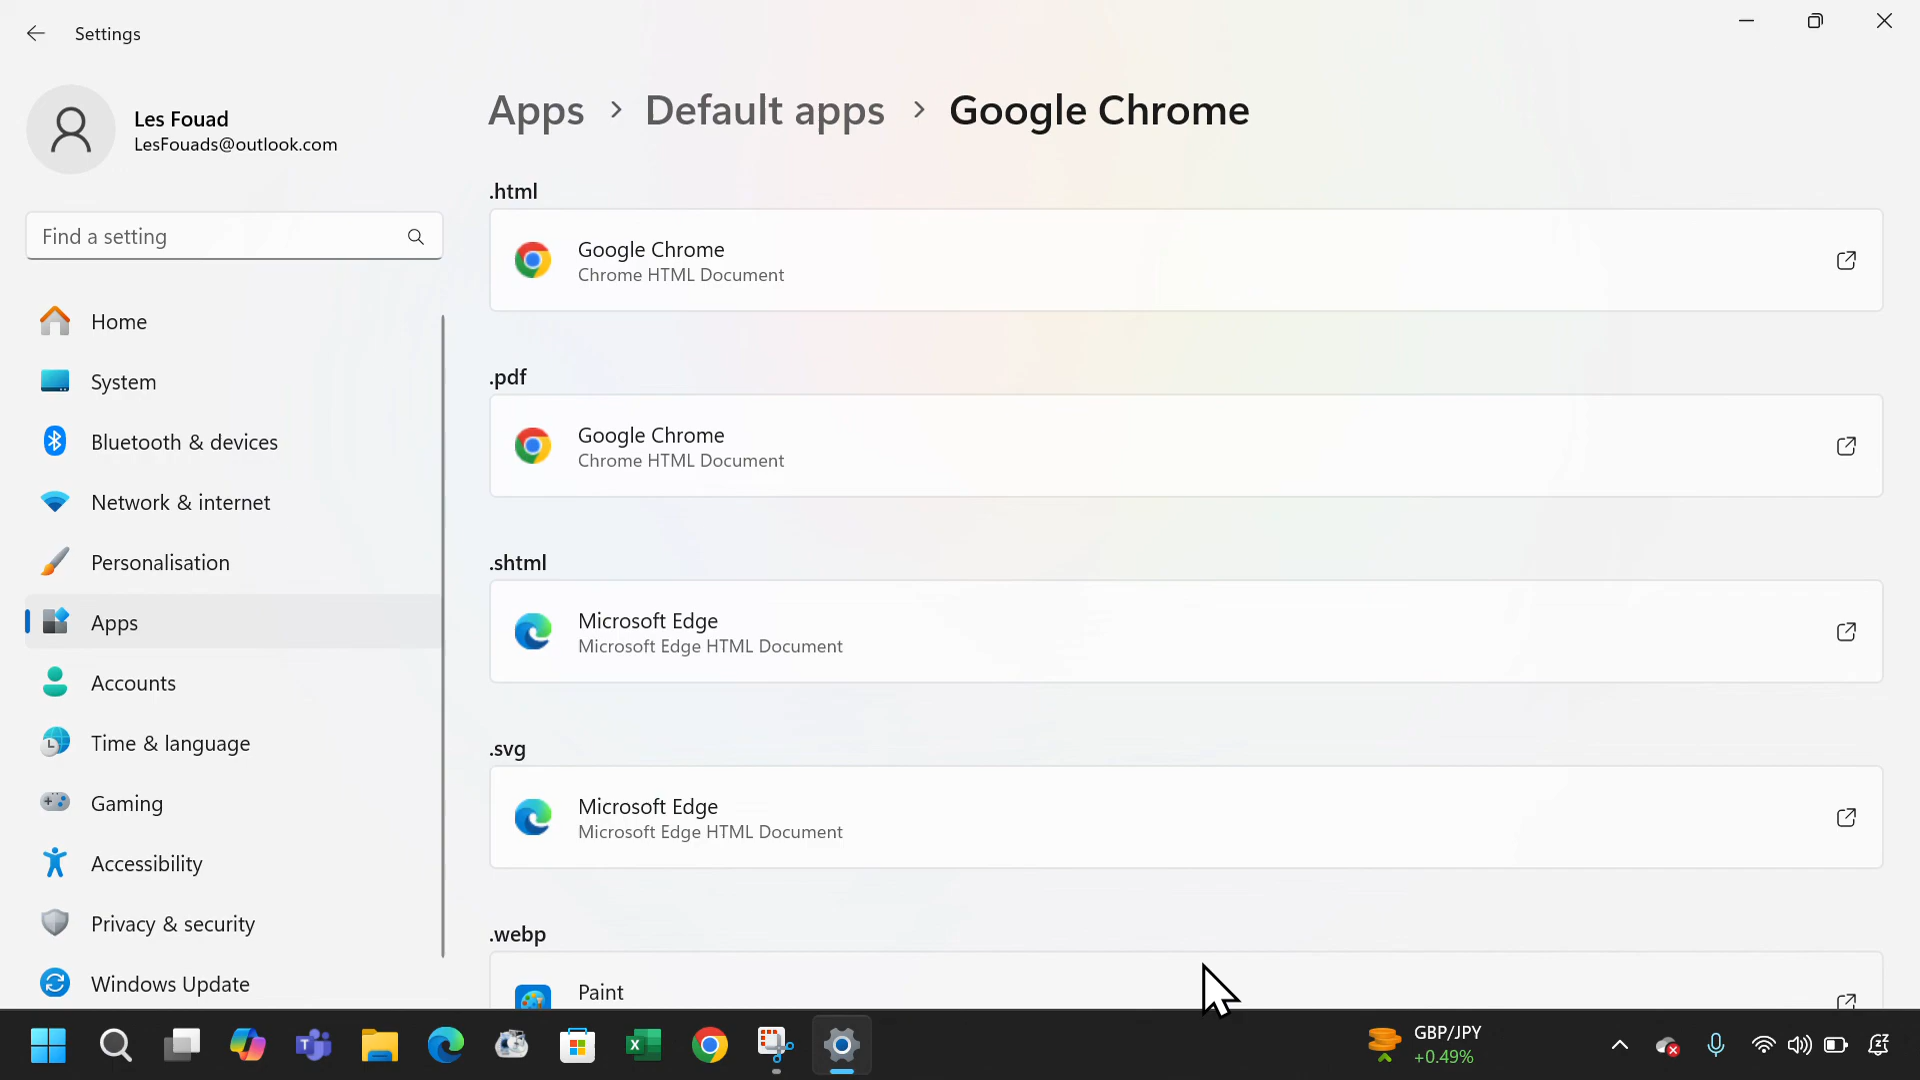 Settings
Les Fouad
LesFouads@outlook.com
Find a setting
Home
System
Bluetooth & devices
Network & internet
Personalisation
Apps
Accounts
Time & language
Gaming
Accessibility
Privacy & security
Windows Update
Apps > Default apps > Google Chrome
.html
Google Chrome
Chrome HTML Document
.pdf
Google Chrome
Chrome HTML Document
.shtml
Microsoft Edge
Microsoft Edge HTML Document
.svg
Microsoft Edge
Microsoft Edge HTML Document
.webp
Paint
GBP/JPY
+0.49%